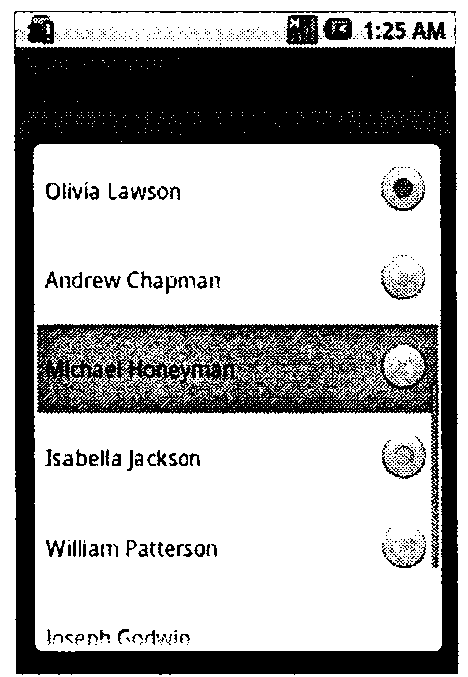 1:25 AM
Olivia Lawson
Andrew Chapman
Michael Honeyman
Isabella Jackson
William Patterson
Joseph Godwin